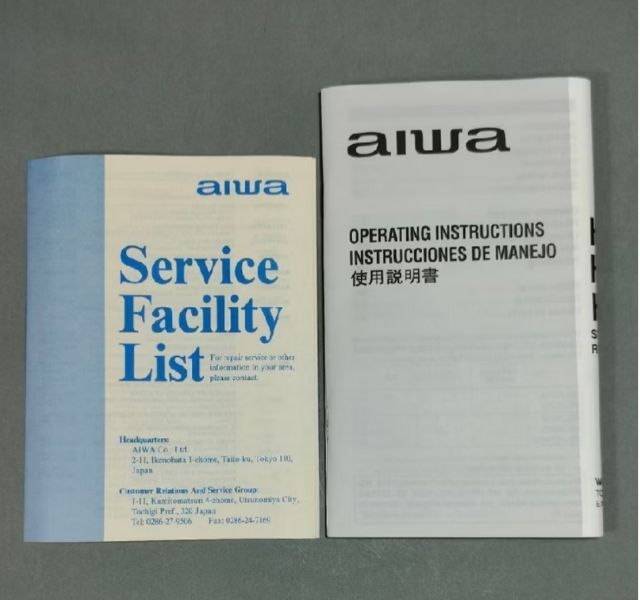 aiwa
Service
Facility
List
For repair service or other
information in your area,
please contact:
Headquarters:
AIWA Co., Ltd.
2-11, Ikenohata 1-chome, Taito-ku, Tokyo 110,
Japan
Customer Relations And Service Group:
1-11, Kamitomatsuri 4-chome, Utsunomiya City,
Tochigi Pref., 320 Japan
Tel: 0286-27-9506 Fax: 0286-24-7169
aiwa
OPERATING INSTRUCTIONS
INSTRUCCIONES DE MANEJO
使用説明書